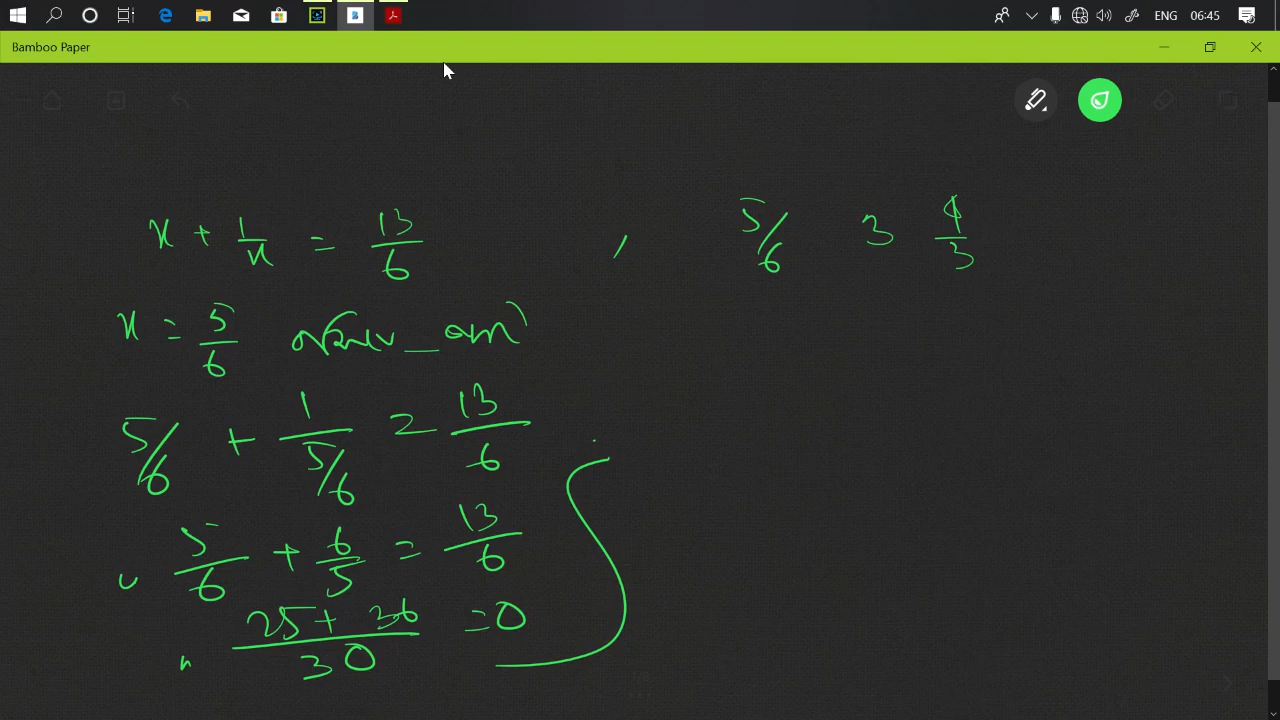 ENG 06:45
Bamboo Paper
x + 1/x = 13/6 , 5/6 3 4/3
x = 5/6
5/6 + 1/5/6 = 13/6
5/6 + 6/5 = 13/6
25 + 36/30 = 0